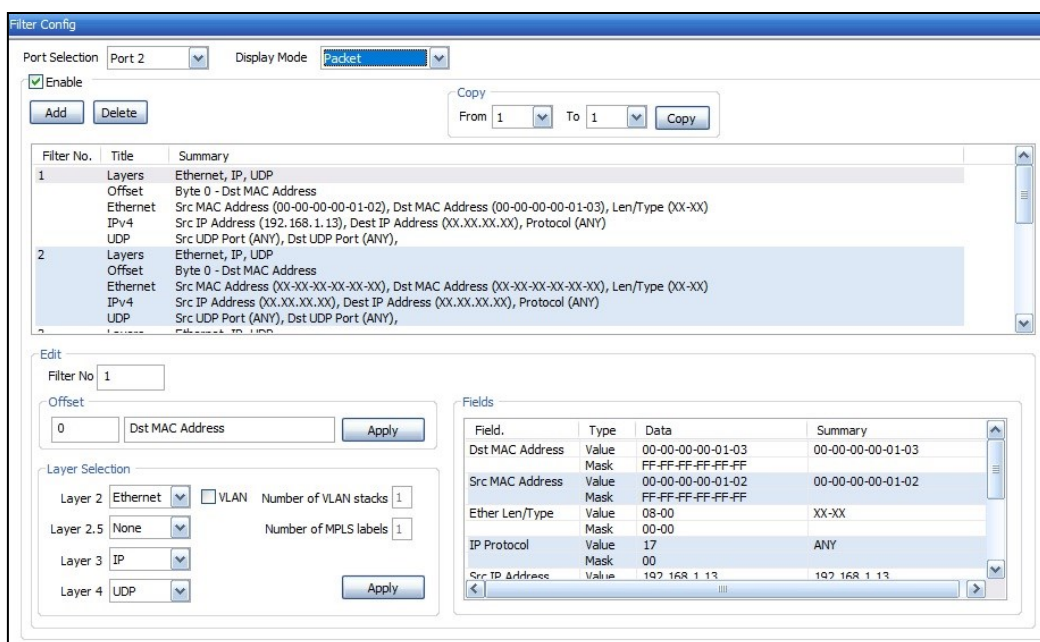 Filter Config
Port Selection Port 2 Display Mode Packet
Enable
Add Delete
Copy
From 1 To 1 Copy
Filter No. Title Summary
1 Layers Ethernet, IP, UDP
Offset Byte 0 - Dst MAC Address
Ethernet Src MAC Address (00-00-00-00-01-02), Dst MAC Address (00-00-00-00-01-03), Len/Type (XX-XX)
IPv4 Src IP Address (192.168.1.13), Dest IP Address (XX.XX.XX.XX), Protocol (ANY)
UDP Src UDP Port (ANY), Dst UDP Port (ANY),
2 Layers Ethernet, IP, UDP
Offset Byte 0 - Dst MAC Address
Ethernet Src MAC Address (XX-XX-XX-XX-XX-XX), Dst MAC Address (XX-XX-XX-XX-XX-XX), Len/Type (XX-XX)
IPv4 Src IP Address (XX.XX.XX.XX), Dest IP Address (XX.XX.XX.XX), Protocol (ANY)
UDP Src UDP Port (ANY), Dst UDP Port (ANY),
Edit
Filter No 1
Offset
0 Dst MAC Address Apply
Layer Selection
Layer 2 Ethernet VLAN Number of VLAN stacks 1
Layer 2.5 None Number of MPLS labels 1
Layer 3 IP
Layer 4 UDP Apply
Fields
Field. Type Data Summary
Dst MAC Address Value 00-00-00-00-01-03 00-00-00-00-01-03
Mask FF-FF-FF-FF-FF-FF
Src MAC Address Value 00-00-00-00-01-02 00-00-00-00-01-02
Mask FF-FF-FF-FF-FF-FF
Ether Len/Type Value 08-00 XX-XX
Mask 00-00
IP Protocol Value 17 ANY
Mask 00
Src IP Address Value 192.168.1.13 192.168.1.13